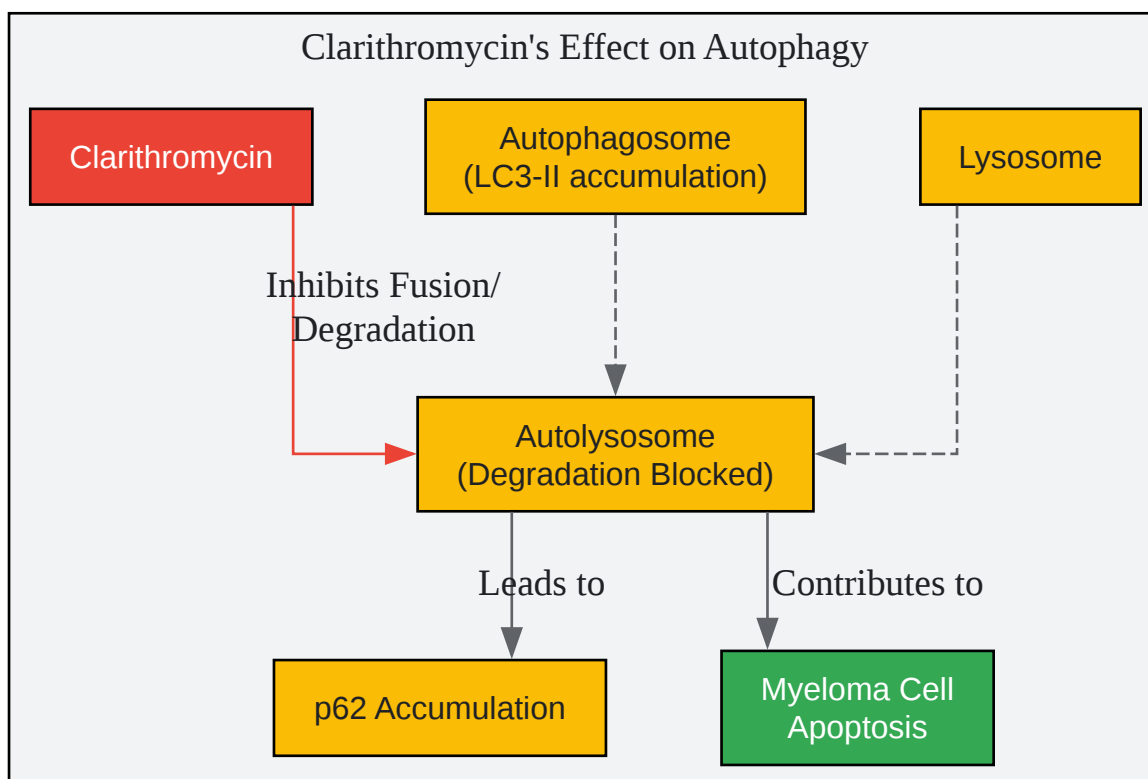 Clarithromycin's Effect on Autophagy
Clarithromycin
Autophagosome
(LC3-II accumulation)
Lysosome
Inhibits Fusion/
Degradation
Autolysosome
(Degradation Blocked)
Leads to
Contributes to
p62 Accumulation
Myeloma Cell
Apoptosis